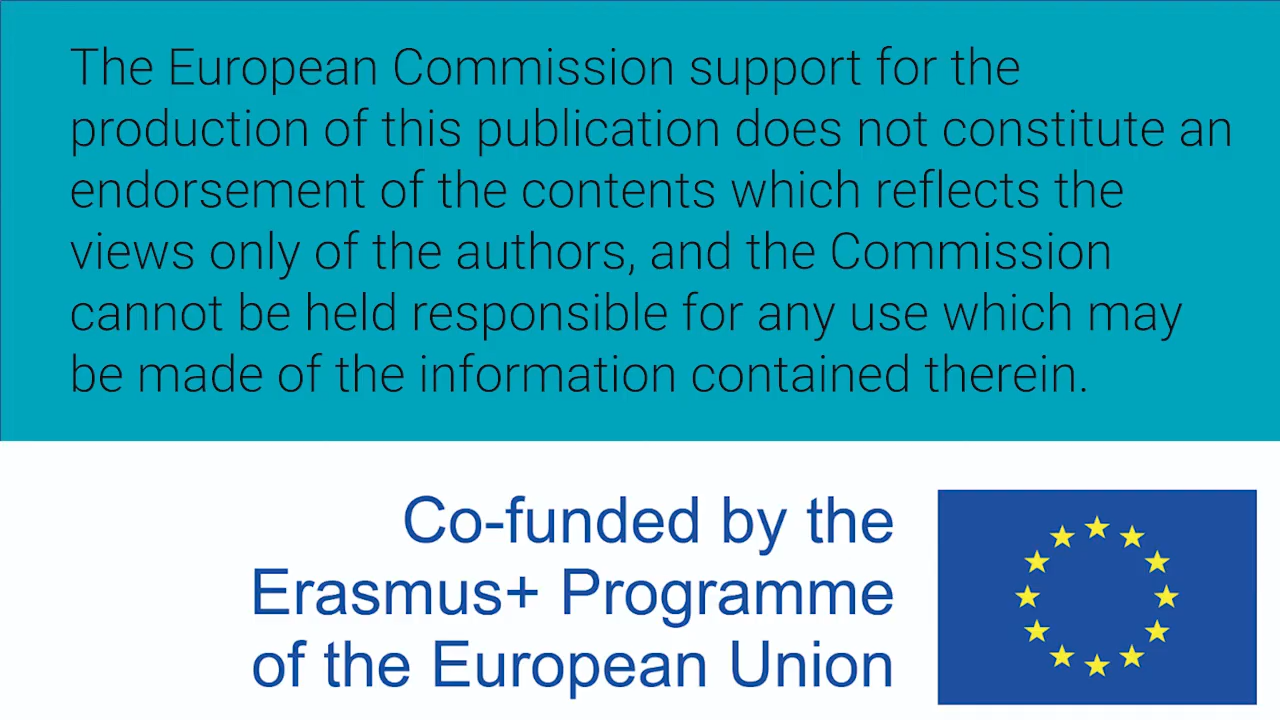 The European Commission support for the
production of this publication does not constitute an
endorsement of the contents which reflects the
views only of the authors, and the Commission
cannot be held responsible for any use which may
be made of the information contained therein.
Co-funded by the
Erasmus+ Programme
of the European Union